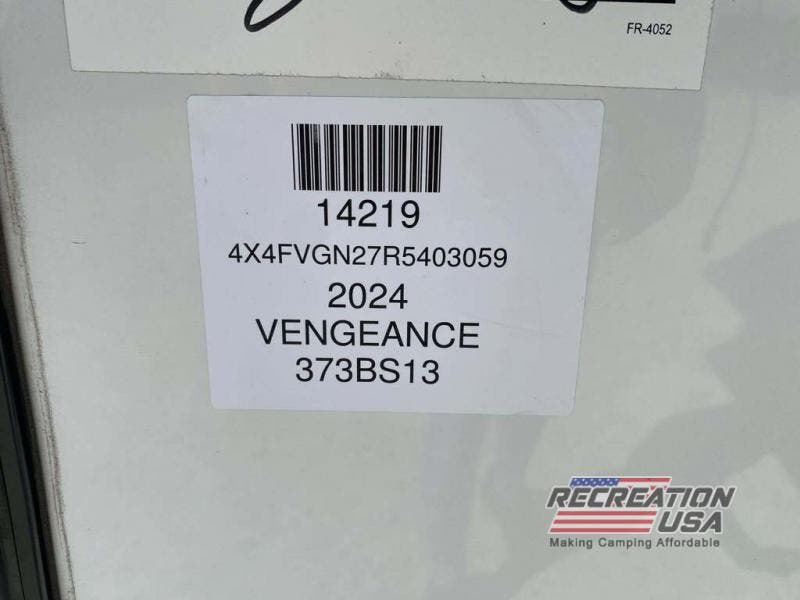 FR-4052
14219
4X4FVGN27R5403059
2024
VENGEANCE
373BS13
RECREATION
USA
Making Camping Affordable